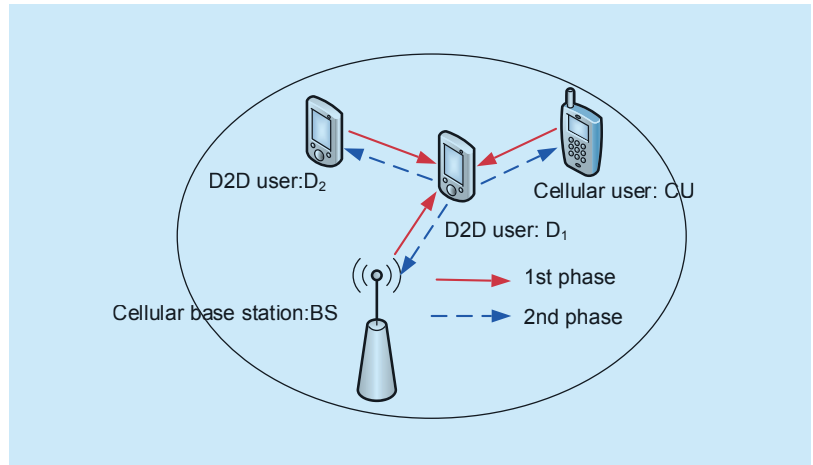 D2D user:D₂
Cellular user: CU
D2D user: D₁
1st phase
Cellular base station:BS
2nd phase